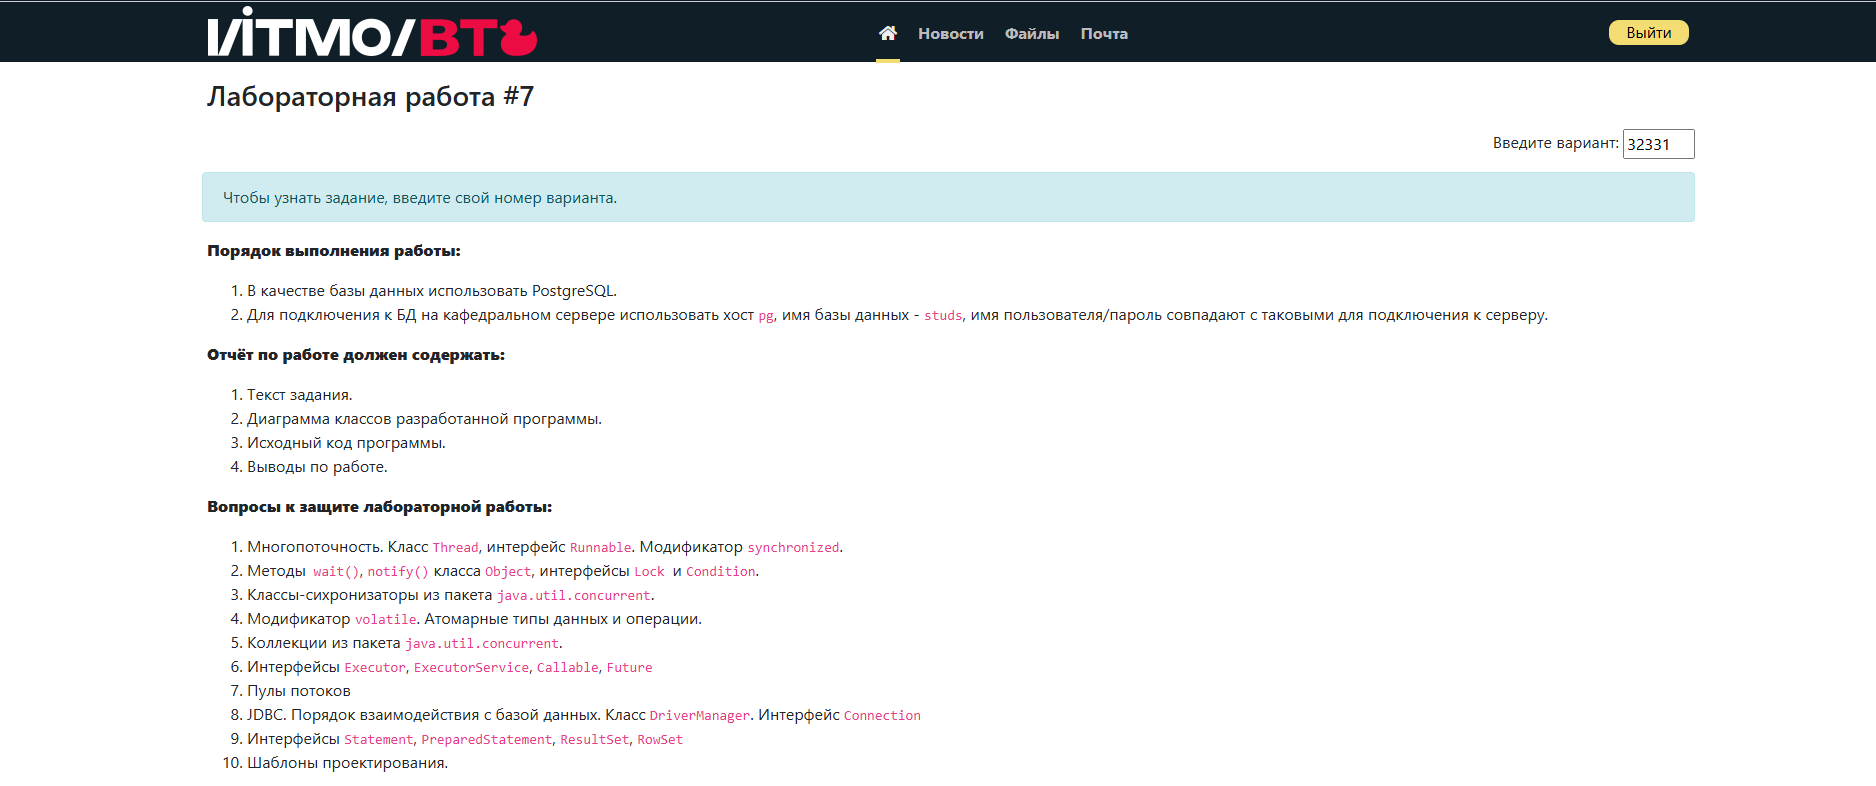 ИТМО/ВТ
Новости Файлы Почта
Выйти
Лабораторная работа #7
Введите вариант: 32331
Чтобы узнать задание, введите свой номер варианта.
Порядок выполнения работы:
1. В качестве базы данных использовать PostgreSQL.
2. Для подключения к БД на кафедральном сервере использовать хост pg, имя базы данных - studs, имя пользователя/пароль совпадают с таковыми для подключения к серверу.
Отчёт по работе должен содержать:
1. Текст задания.
2. Диаграмма классов разработанной программы.
3. Исходный код программы.
4. Выводы по работе.
Вопросы к защите лабораторной работы:
1. Многопоточность. Класс Thread, интерфейс Runnable. Модификатор synchronized.
2. Методы wait(), notify() класса Object, интерфейсы Lock и Condition.
3. Классы-сихронизаторы из пакета java.util.concurrent.
4. Модификатор volatile. Атомарные типы данных и операции.
5. Коллекции из пакета java.util.concurrent.
6. Интерфейсы Executor, ExecutorService, Callable, Future
7. Пулы потоков
8. JDBC. Порядок взаимодействия с базой данных. Класс DriverManager. Интерфейс Connection
9. Интерфейсы Statement, PreparedStatement, ResultSet, RowSet
10. Шаблоны проектирования.